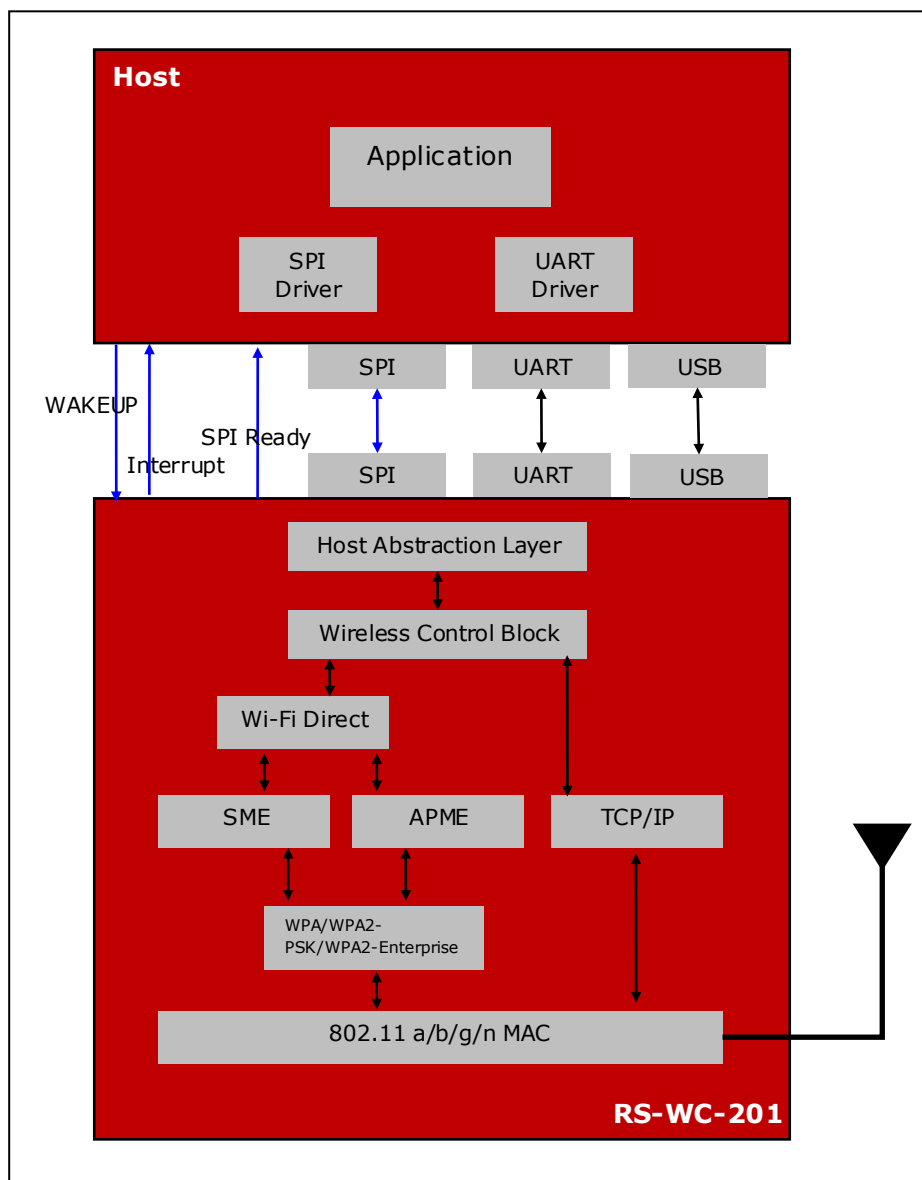 Host
Application
SPI
Driver
UART
Driver
SPI
UART
USB
WAKEUP
SPI Ready
Interrupt
SPI
UART
USB
Host Abstraction Layer
Wireless Control Block
Wi-Fi Direct
SME
APME
TCP/IP
WPA/WPA2-
PSK/WPA2-Enterprise
802.11 a/b/g/n MAC
RS-WC-201